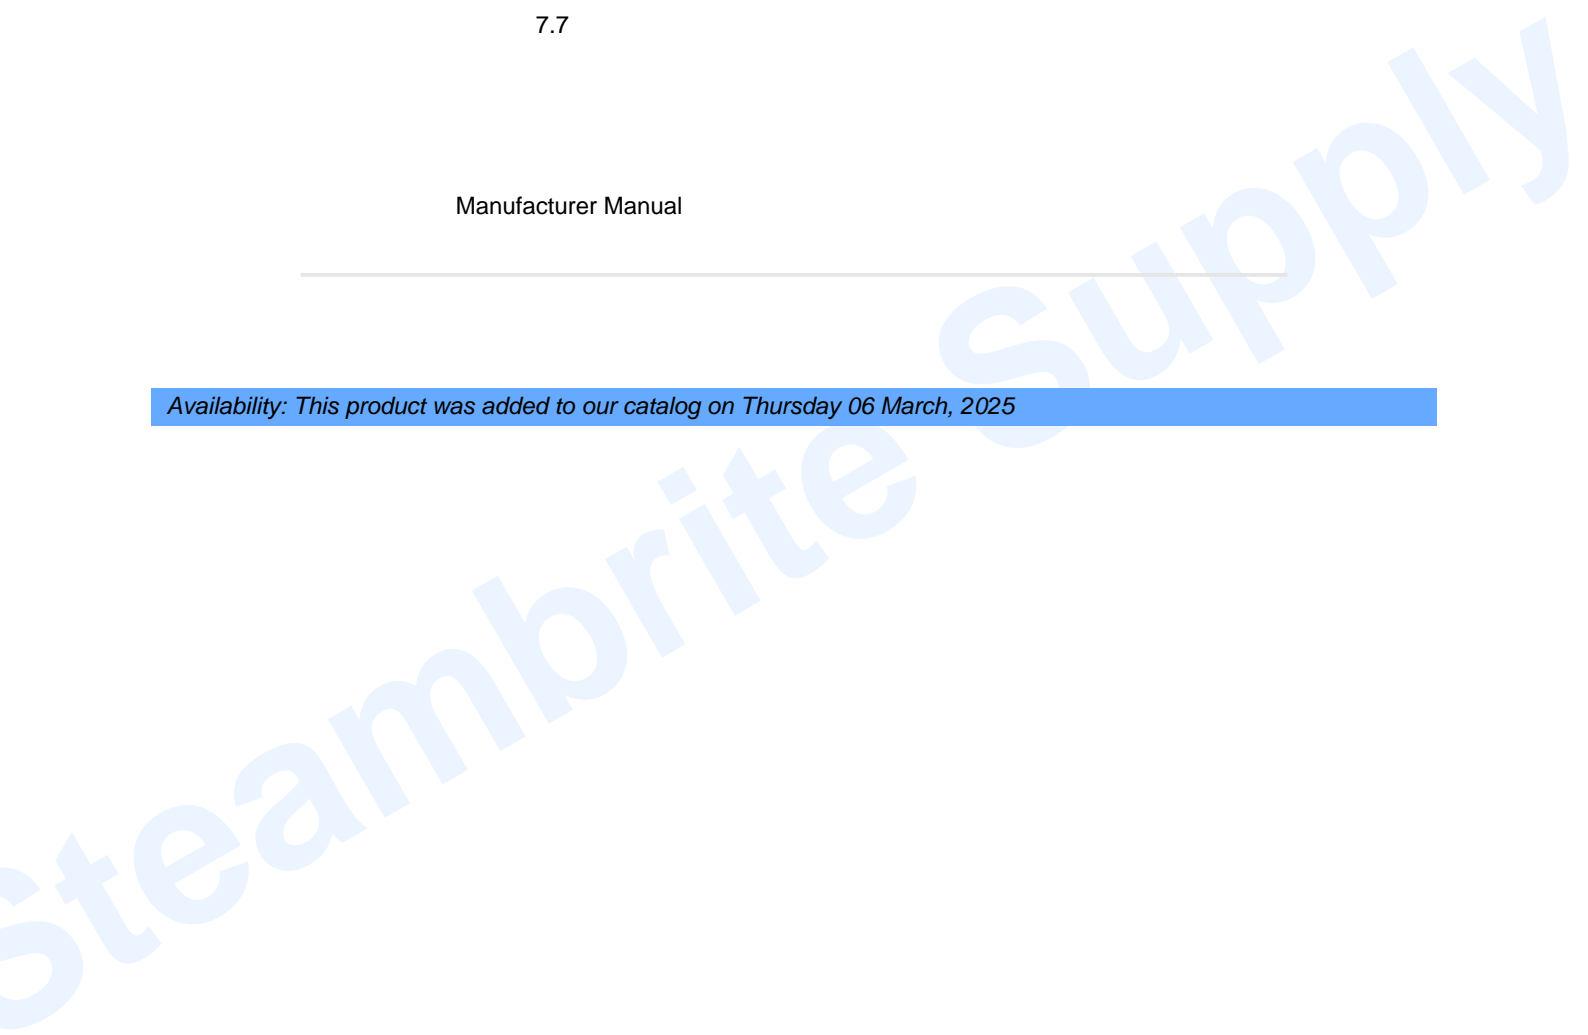 7.7
Manufacturer Manual
Availability: This product was added to our catalog on Thursday 06 March, 2025
Steambrite Supply